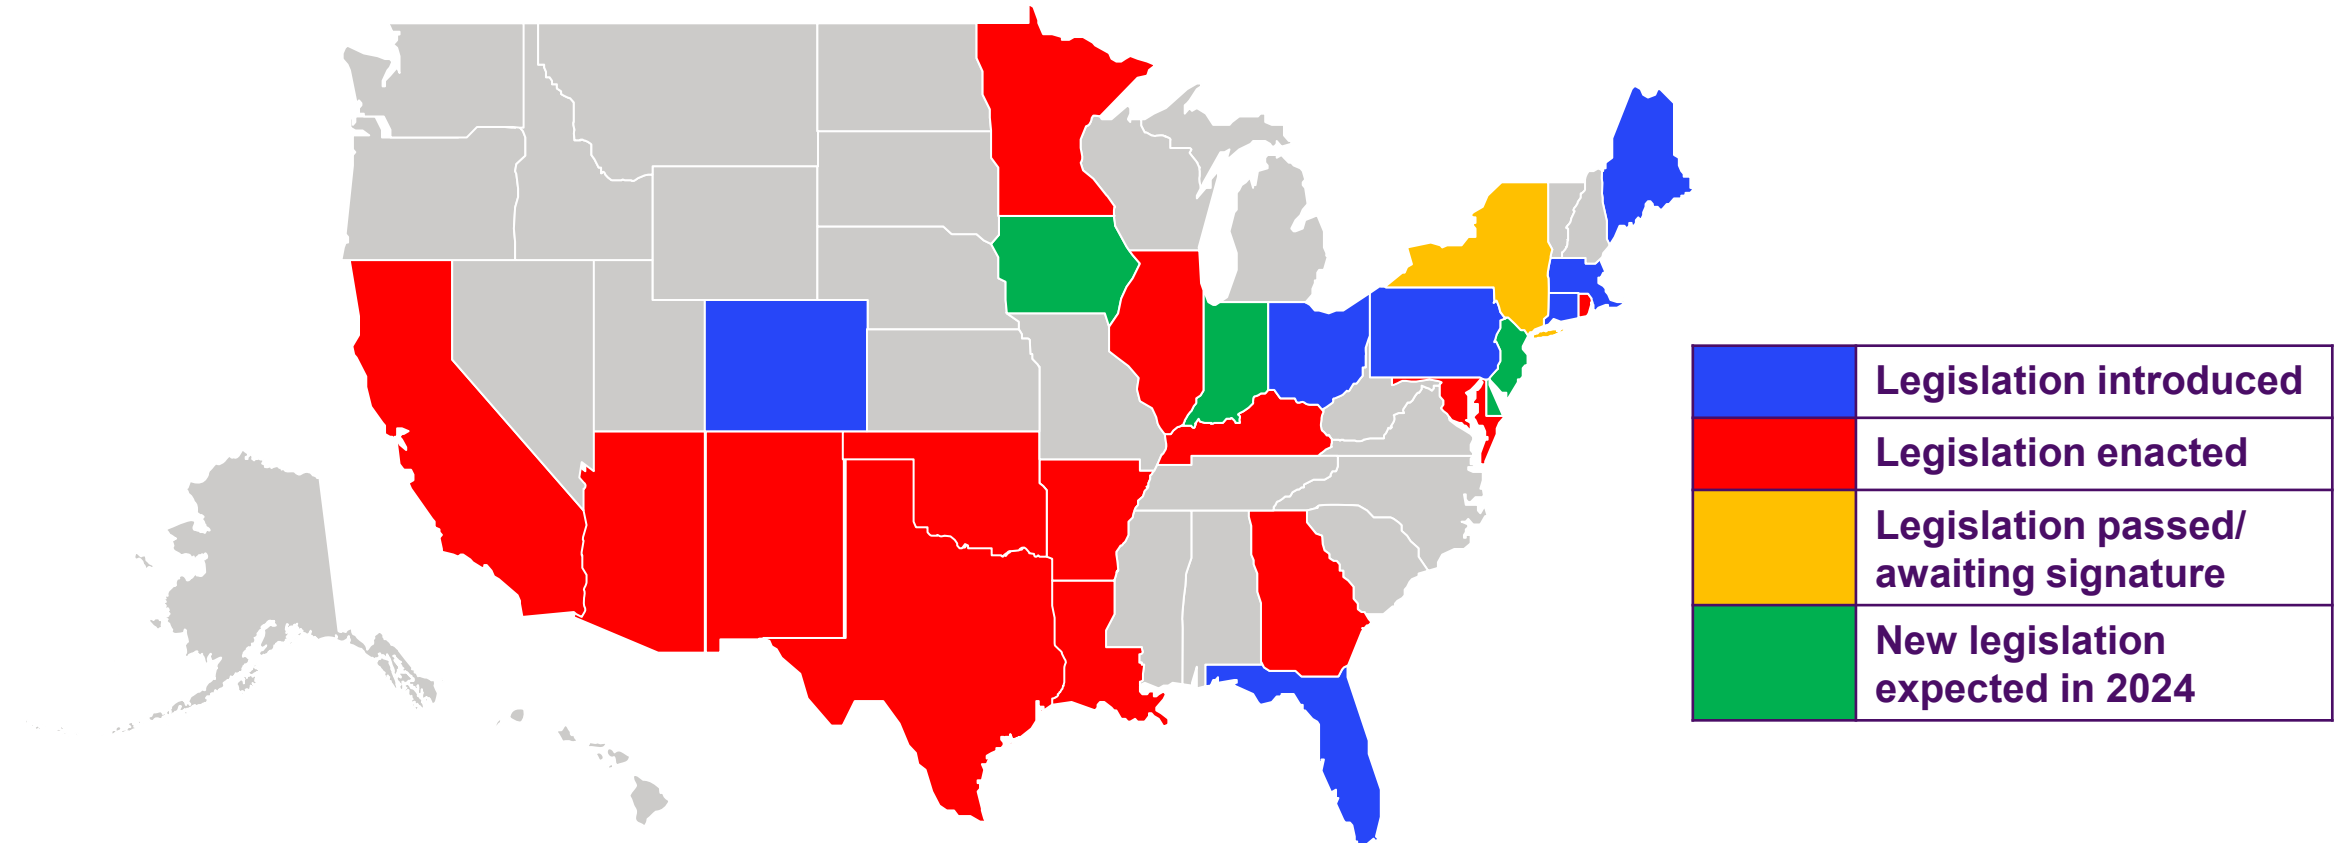 Legislation introduced
Legislation enacted
Legislation passed/
awaiting signature
New legislation
expected in 2024